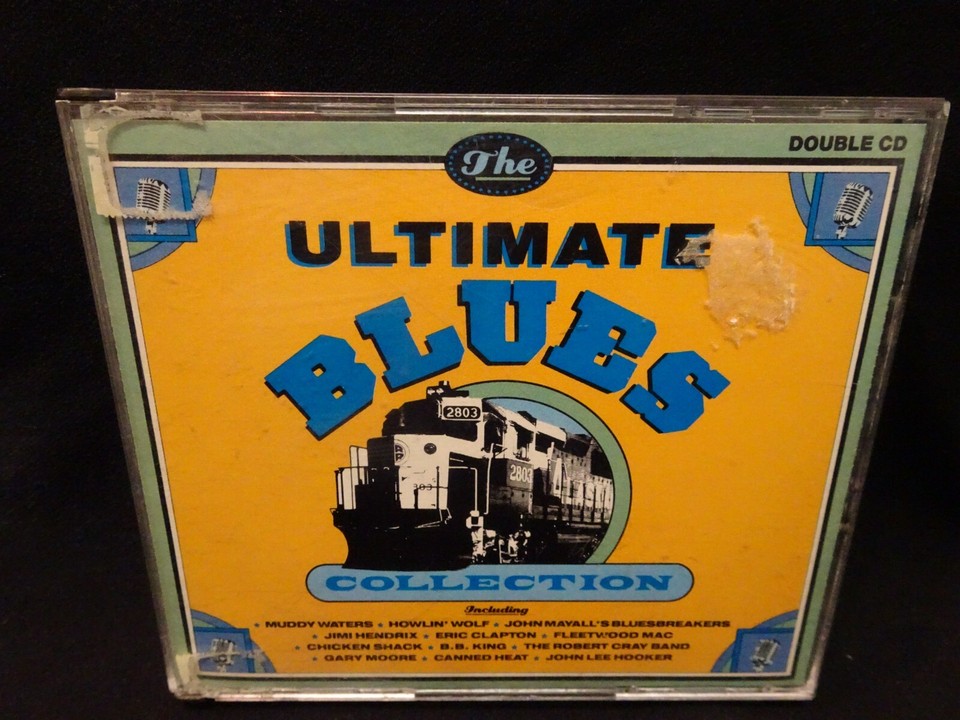 DOUBLE CD
The
ULTIMATE
BLUES
2803
2803
COLLECTION
Including
• MUDDY WATERS • HOWLIN' WOLF • JOHN MAYALL'S BLUESBREAKERS
• JIMI HENDRIX • ERIC CLAPTON • FLEETWOOD MAC
• CHICKEN SHACK • B.B. KING • THE ROBERT CRAY BAND
• GARY MOORE • CANNED HEAT • JOHN LEE HOOKER